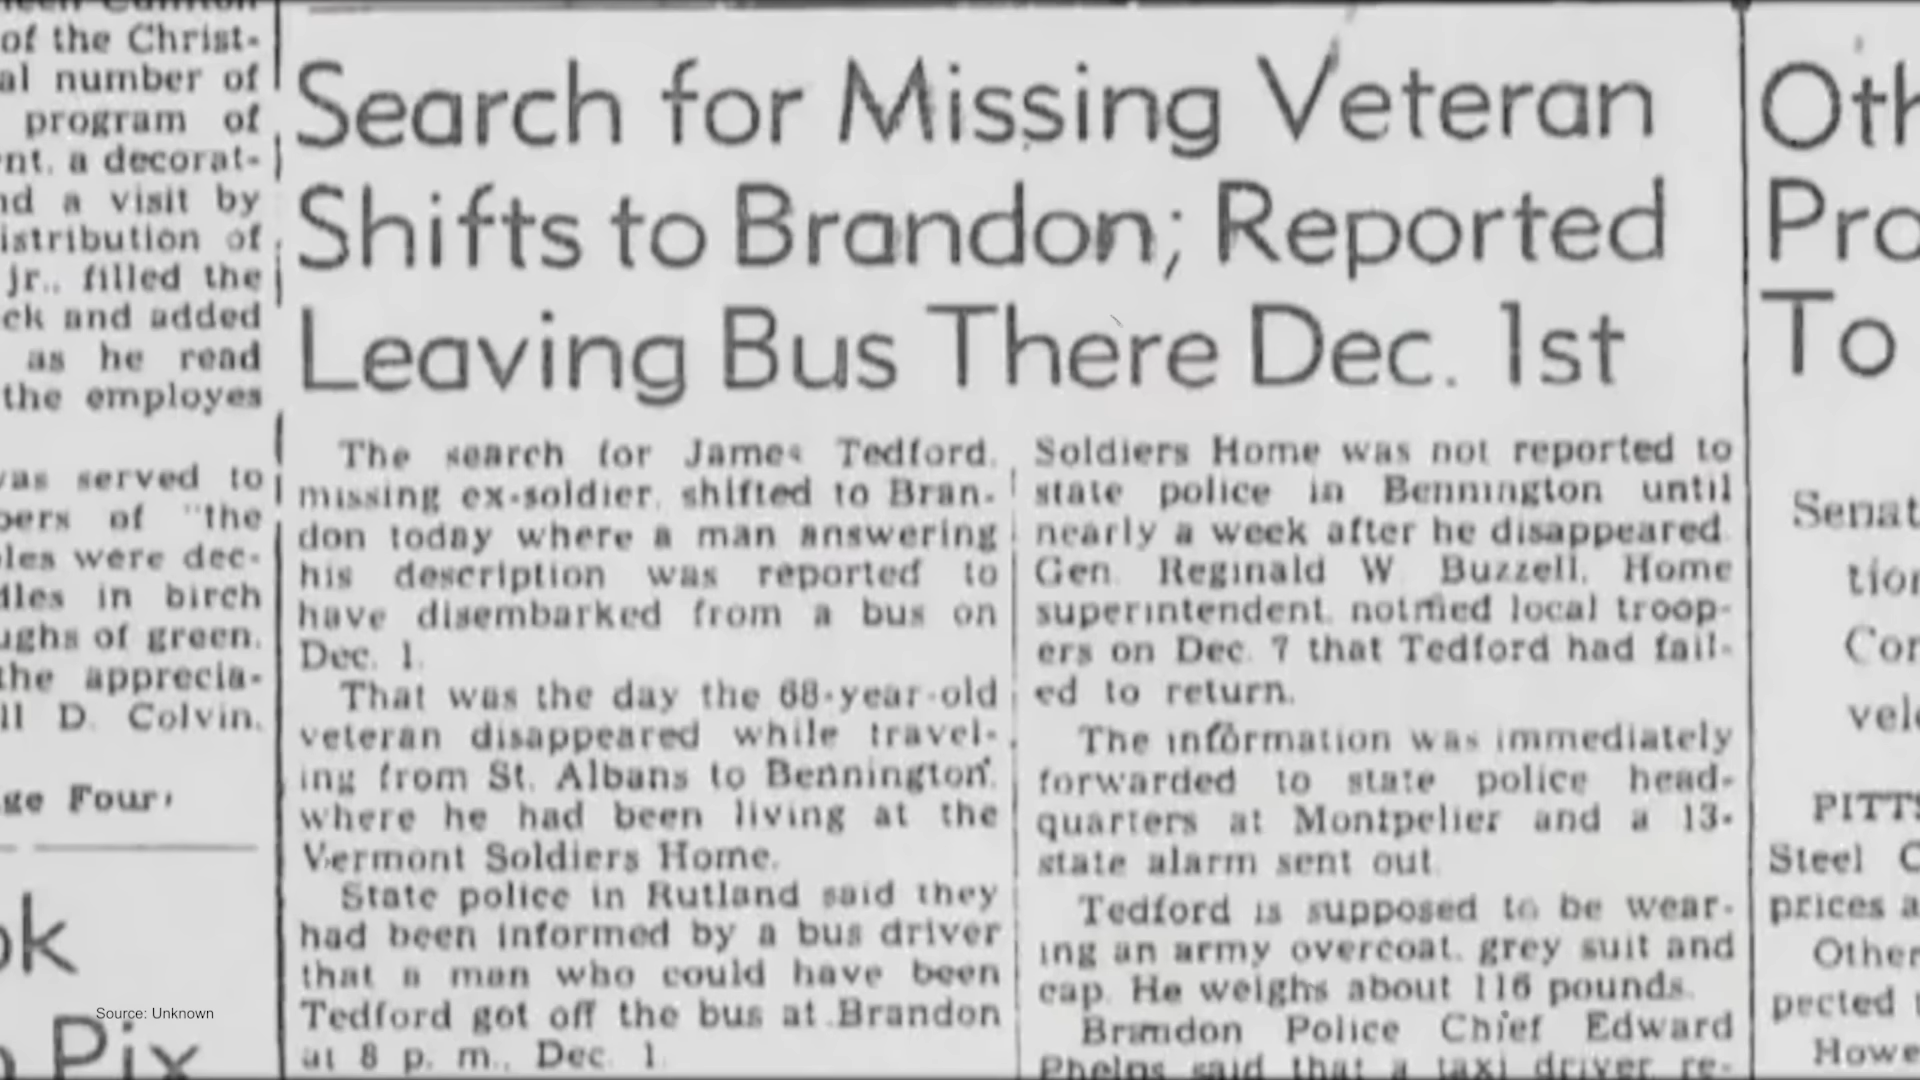 of the Christ-
al number of
program of
nt, a decorat-
nd a visit by
istribution of
jr., filled the
ck and added
as he read
the employes
was served to
bers of "the
oles were dec-
dles in birch
ughs of green.
the apprecia-
ll D. Colvin.
ge Four)
ok
Pix
Source: Unknown
Search for Missing Veteran
Shifts to Brandon; Reported
Leaving Bus There Dec. 1st
The search for James Tedford,
missing ex-soldier, shifted to Bran-
don today where a man answering
his description was reported to
have disembarked from a bus on
Dec. 1.
That was the day the 68-year-old
veteran disappeared while travel-
ing from St. Albans to Bennington,
where he had been living at the
Vermont Soldiers Home.
State police in Rutland said they
had been informed by a bus driver
that a man who could have been
Tedford got off the bus at Brandon
at 8 p. m., Dec. 1.
Soldiers Home was not reported to
state police in Bennington until
nearly a week after he disappeared.
Gen. Reginald W. Buzzell, Home
superintendent, notified local troop-
ers on Dec. 7 that Tedford had fail-
ed to return.
The information was immediately
forwarded to state police head-
quarters at Montpelier and a 13-
state alarm sent out.
Tedford is supposed to be wear-
ing an army overcoat, grey suit and
cap. He weighs about 116 pounds.
Brandon Police Chief Edward
Phelps said that a taxi driver re-
Oth
Pro
To
Senat
tion
Con
vel
PITTS
Steel C
prices a
Other
pected
Howe